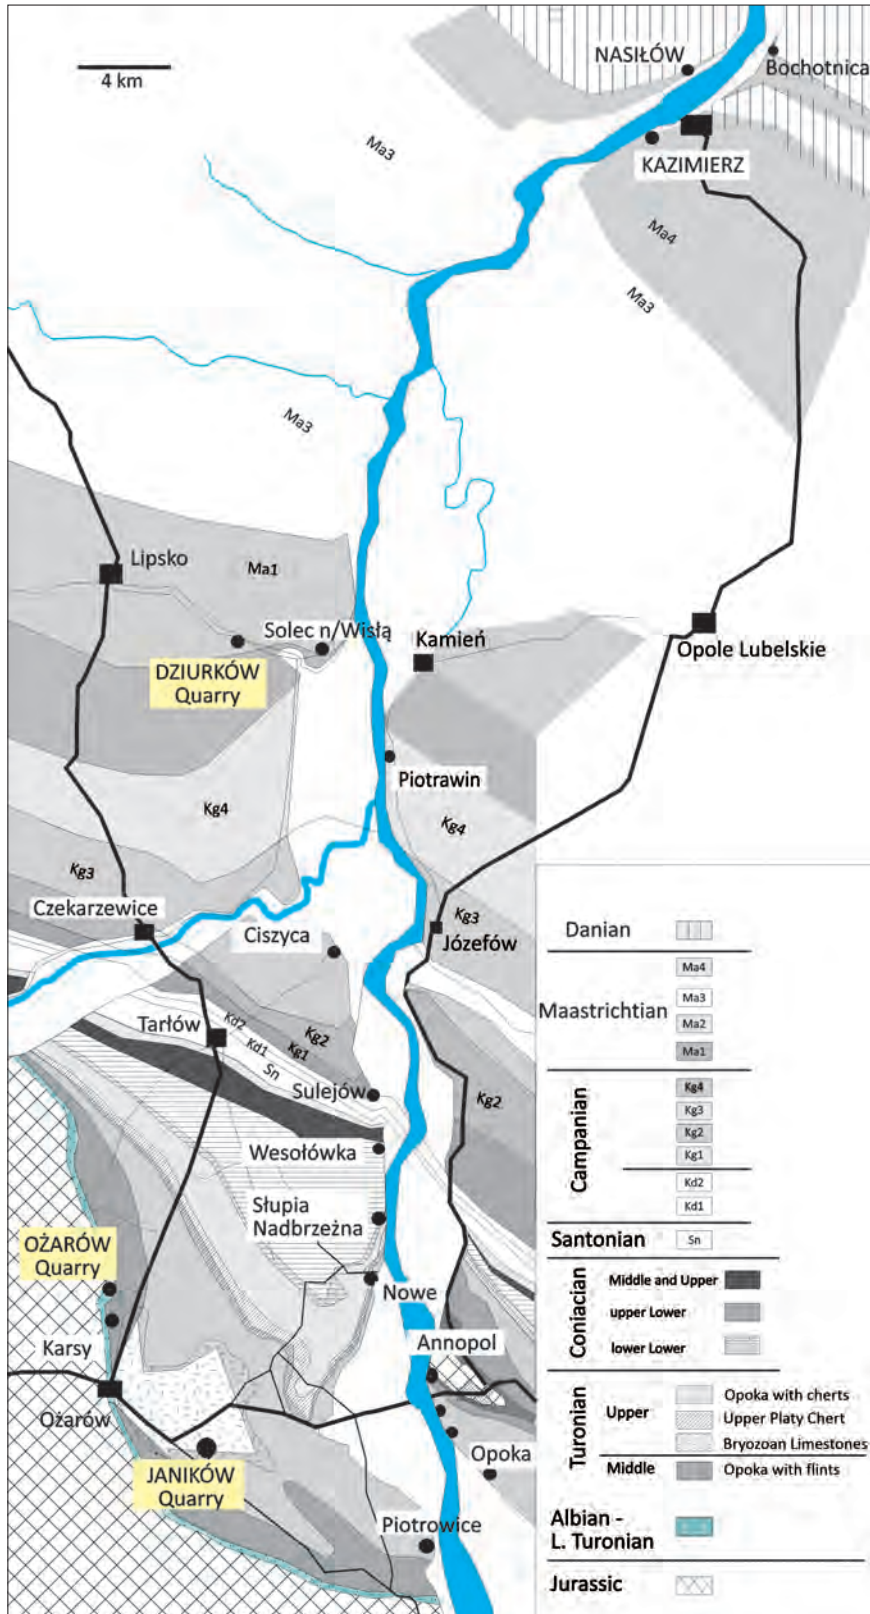 4 km
NASIŁÓW
Bochotnica
KAZIMIERZ
Ma3
Ma4
Ma3
Ma3
Lipsko
Ma1
Solec n/Wisłą
Kamień
Opole Lubelskie
DZIURKÓW
Quarry
Piotrawin
Kg4
Kg4
Kg3
Kg3
Czekarzewice
Ciszyca
Józefów
Tarłów
Kd2
Kd1
Sn
Kg2
Kg1
Sulejów
Kg2
Wesołówka
Słupia
Nadbrzeżna
OŻARÓW
Quarry
Nowe
Karsy
Annopol
Ożarów
Opoka
JANIKÓW
Quarry
Piotrowice
Danian
Maastrichtian
Ma4
Ma3
Ma2
Ma1
Campanian
Kg4
Kg3
Kg2
Kg1
Kd2
Kd1
Santonian
Sn
Coniacian
Middle and Upper
upper Lower
lower Lower
Turonian
Upper
Opoka with cherts
Upper Platy Chert
Bryozoan Limestones
Middle
Opoka with flints
Albian -
L. Turonian
Jurassic